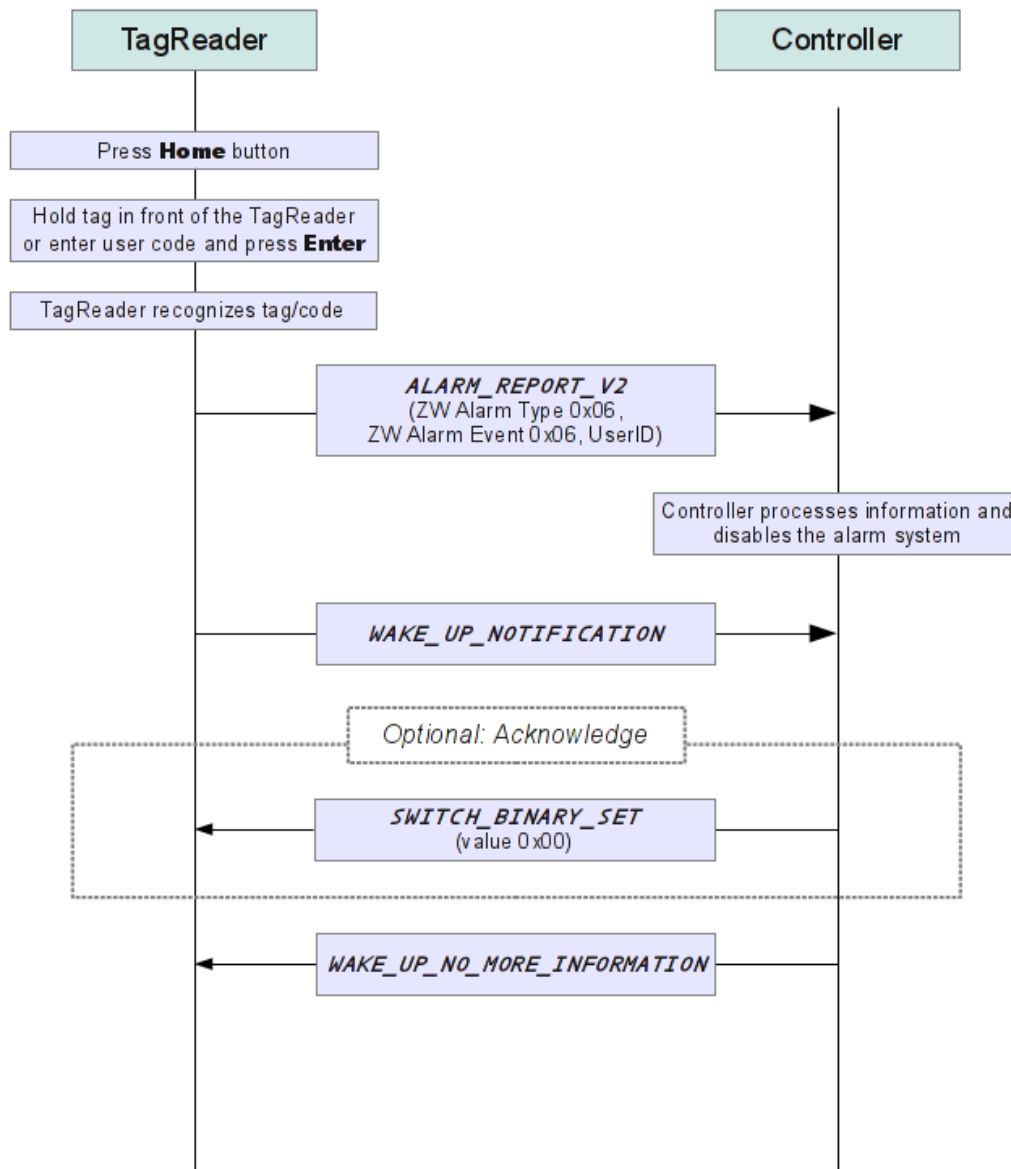 TagReader
Controller
Press Home button
Hold tag in front of the TagReader
or enter user code and press Enter
TagReader recognizes tag/code
ALARM_REPORT_V2
(ZW Alarm Type 0x06,
ZW Alarm Event 0x06, UserID)
Controller processes information and
disables the alarm system
WAKE_UP_NOTIFICATION
Optional: Acknowledge
SWITCH_BINARY_SET
(value 0x00)
WAKE_UP_NO_MORE_INFORMATION